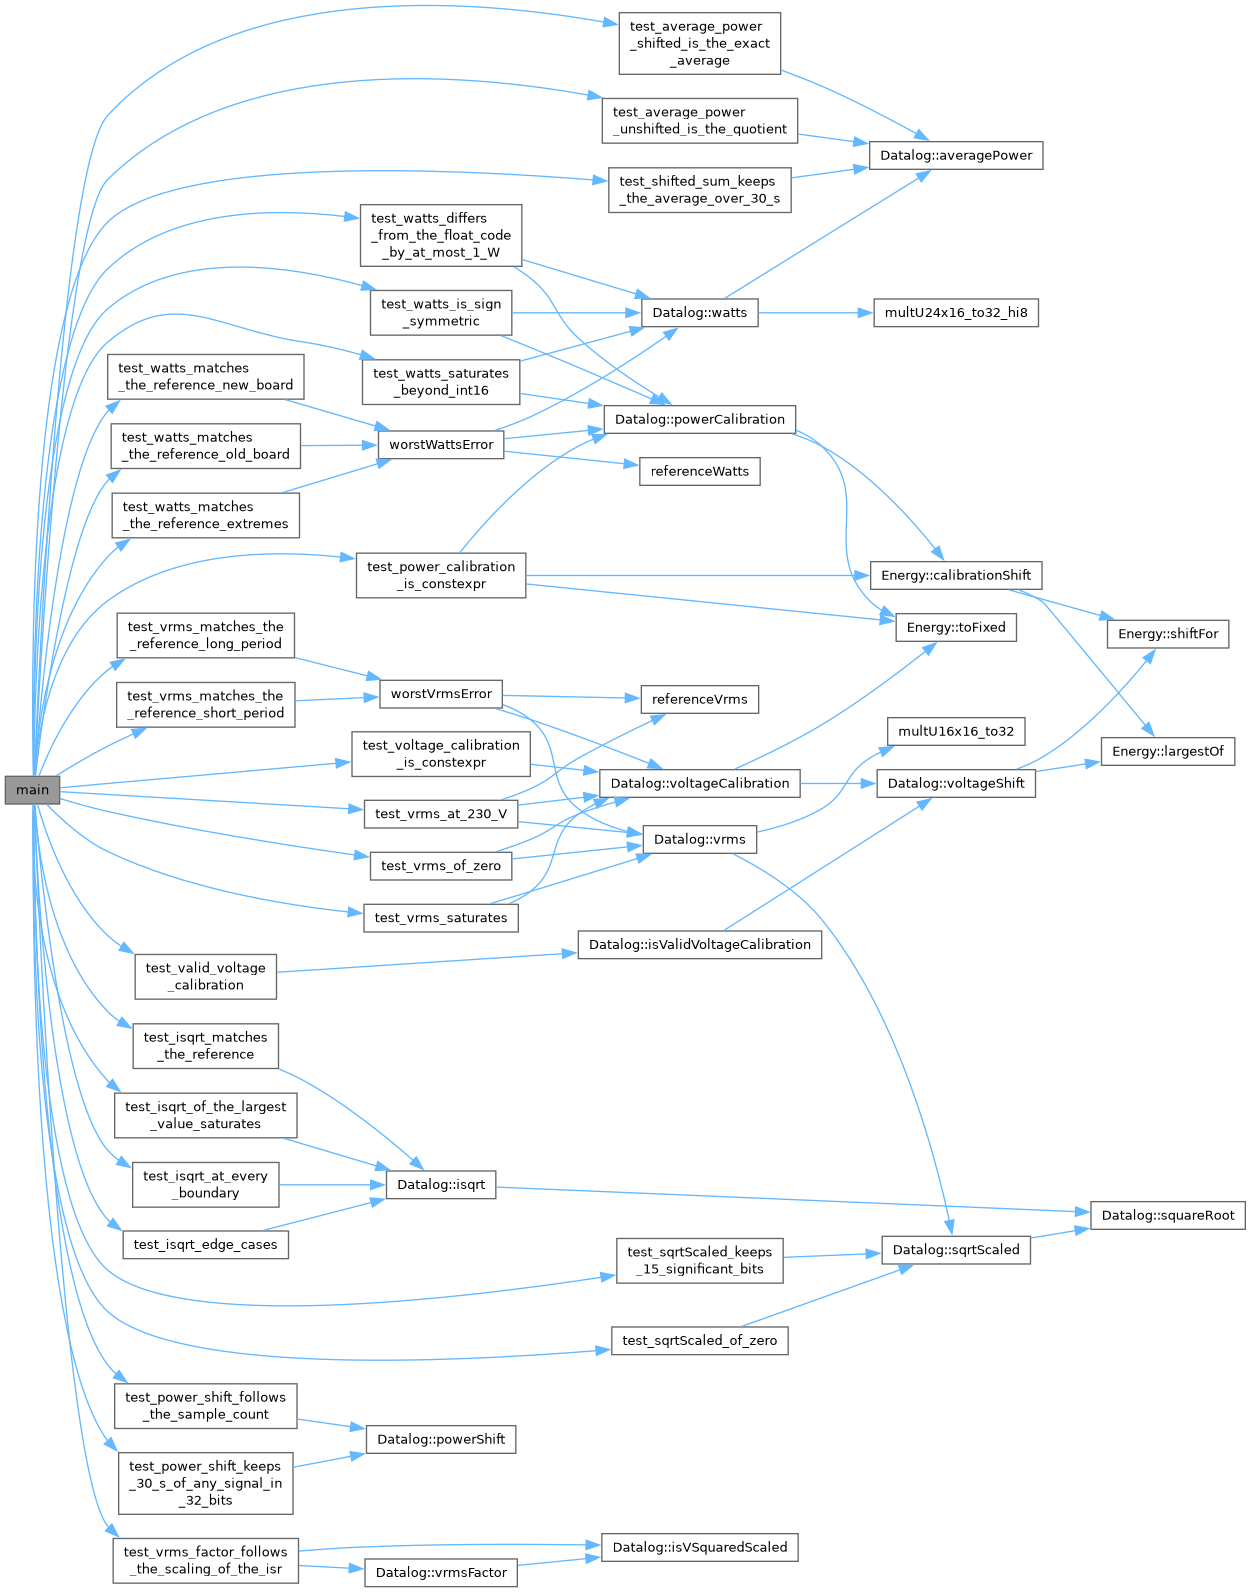 test_average_power
_shifted_is_the_exact
_average
test_average_power
_unshifted_is_the_quotient
Datalog::averagePower
test_shifted_sum_keeps
_the_average_over_30_s
test_watts_differs
_from_the_float_code
_by_at_most_1_W
test_watts_is_sign
_symmetric
Datalog::watts
multU24x16_to32_hi8
test_watts_matches
_the_reference_new_board
test_watts_saturates
_beyond_int16
Datalog::powerCalibration
test_watts_matches
_the_reference_old_board
worstWattsError
referenceWatts
test_watts_matches
_the_reference_extremes
test_power_calibration
_is_constexpr
Energy::calibrationShift
Energy::toFixed
Energy::shiftFor
test_vrms_matches_the
_reference_long_period
test_vrms_matches_the
_reference_short_period
worstVrmsError
referenceVrms
multU16x16_to32
test_voltage_calibration
_is_constexpr
Energy::largestOf
main
Datalog::voltageCalibration
Datalog::voltageShift
test_vrms_at_230_V
Datalog::vrms
test_vrms_of_zero
test_vrms_saturates
Datalog::isValidVoltageCalibration
test_valid_voltage
_calibration
test_isqrt_matches
_the_reference
test_isqrt_of_the_largest
_value_saturates
test_isqrt_at_every
_boundary
Datalog::isqrt
Datalog::squareRoot
test_isqrt_edge_cases
test_sqrtScaled_keeps
_15_significant_bits
Datalog::sqrtScaled
test_sqrtScaled_of_zero
test_power_shift_follows
_the_sample_count
Datalog::powerShift
test_power_shift_keeps
_30_s_of_any_signal_in
_32_bits
test_vrms_factor_follows
_the_scaling_of_the_isr
Datalog::isVSquaredScaled
Datalog::vrmsFactor